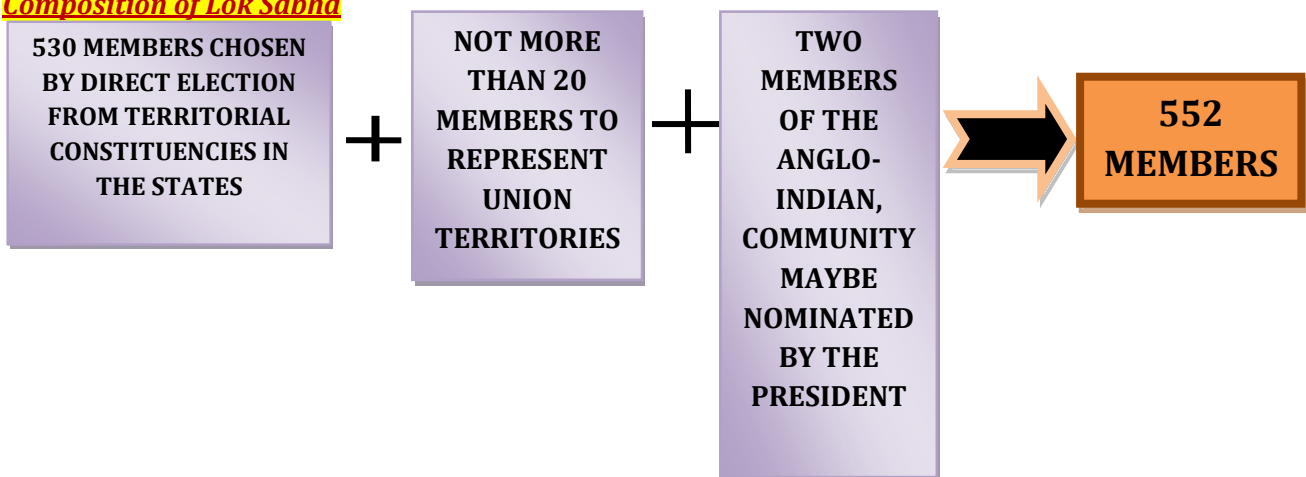 Composition of Lok Sabha
530 MEMBERS CHOSEN
BY DIRECT ELECTION
FROM TERRITORIAL
CONSTITUENCIES IN
THE STATES
+
NOT MORE
THAN 20
MEMBERS TO
REPRESENT
UNION
TERRITORIES
+
TWO
MEMBERS
OF THE
ANGLO-
INDIAN,
COMMUNITY
MAYBE
NOMINATED
BY THE
PRESIDENT
552
MEMBERS